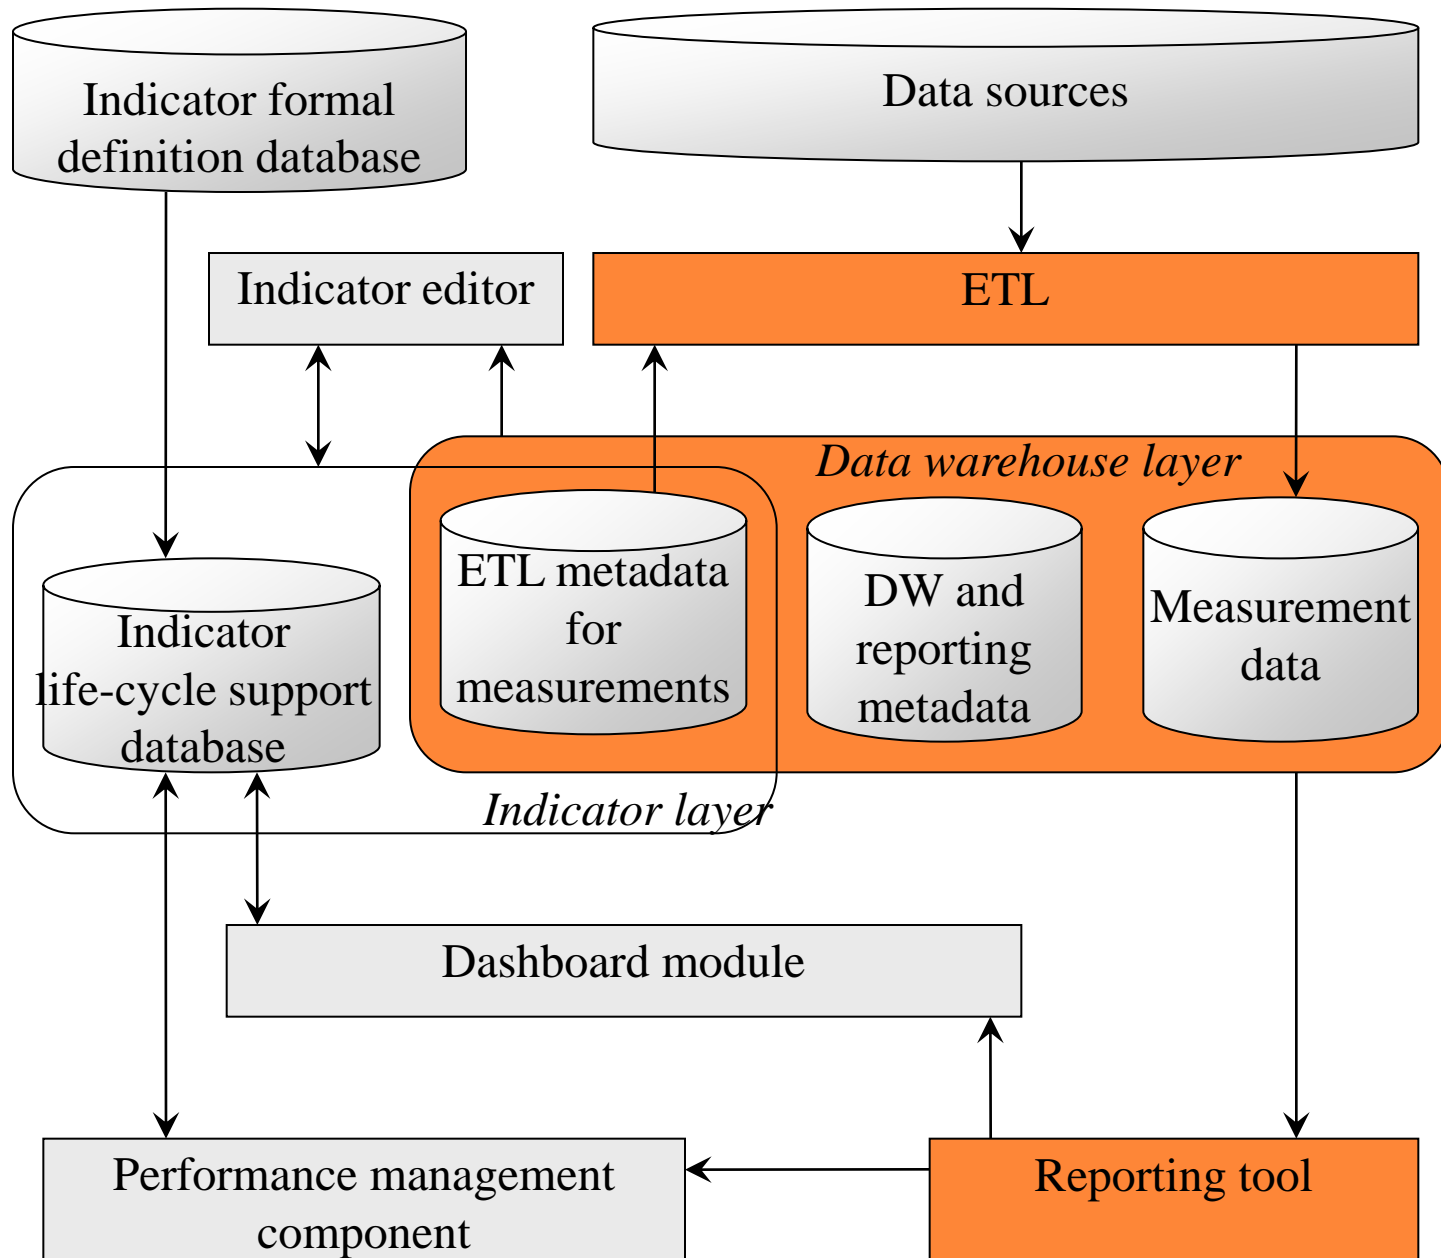 Indicator formal
definition database
Data sources
Indicator editor
ETL
Data warehouse layer
ETL metadata
for
measurements
DW and
reporting
metadata
Measurement
data
Indicator
life-cycle support
database
Indicator layer
Dashboard module
Performance management
component
Reporting tool